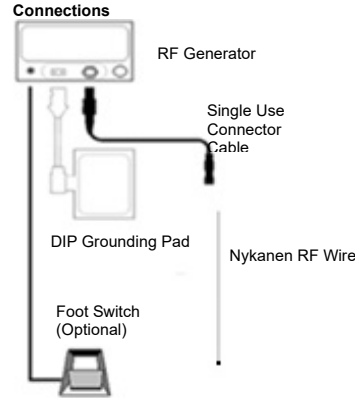 Connections
RF Generator
Single Use
Connector
Cable
DIP Grounding Pad
Nykanen RF Wire
Foot Switch
(Optional)